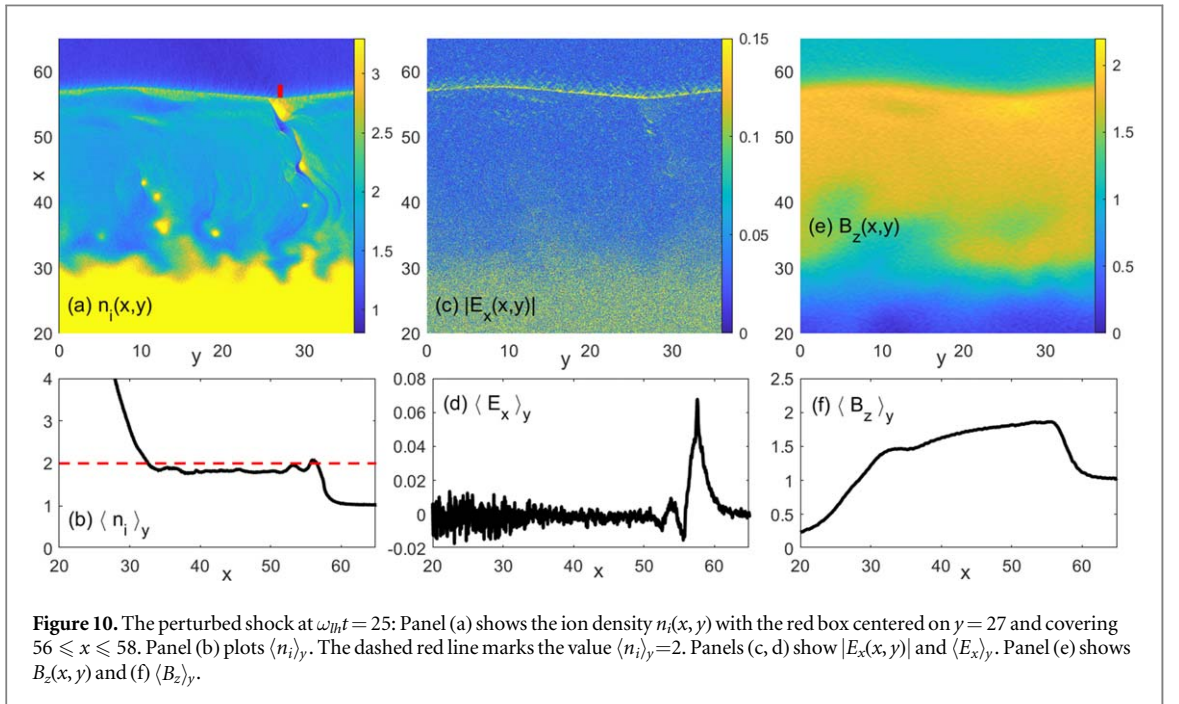 60
50
x
40
30
20
(a) n_i(x,y)
0 10 20 30
y
3
2.5
2
1.5
1
60
50
40
30
20
(c) |E_x(x,y)|
0 10 20 30
y
0.15
0.1
0.05
0
60
50
40
30
20
(e) B_z(x,y)
0 10 20 30
y
2
1.5
1
0.5
0
4
3
2
1
0
(b) ⟨ n_i ⟩_y
20 30 40 50 60
x
0.08
0.06
0.04
0.02
0
-0.02
(d) ⟨ E_x ⟩_y
20 30 40 50 60
x
2.5
2
1.5
1
0.5
0
(f) ⟨ B_z ⟩_y
20 30 40 50 60
x
Figure 10. The perturbed shock at ω_lh t = 25: Panel (a) shows the ion density n_i(x, y) with the red box centered on y = 27 and covering
56 ⩽ x ⩽ 58. Panel (b) plots ⟨n_i⟩_y. The dashed red line marks the value ⟨n_i⟩_y=2. Panels (c, d) show |E_x(x, y)| and ⟨E_x⟩_y. Panel (e) shows
B_z(x, y) and (f) ⟨B_z⟩_y.